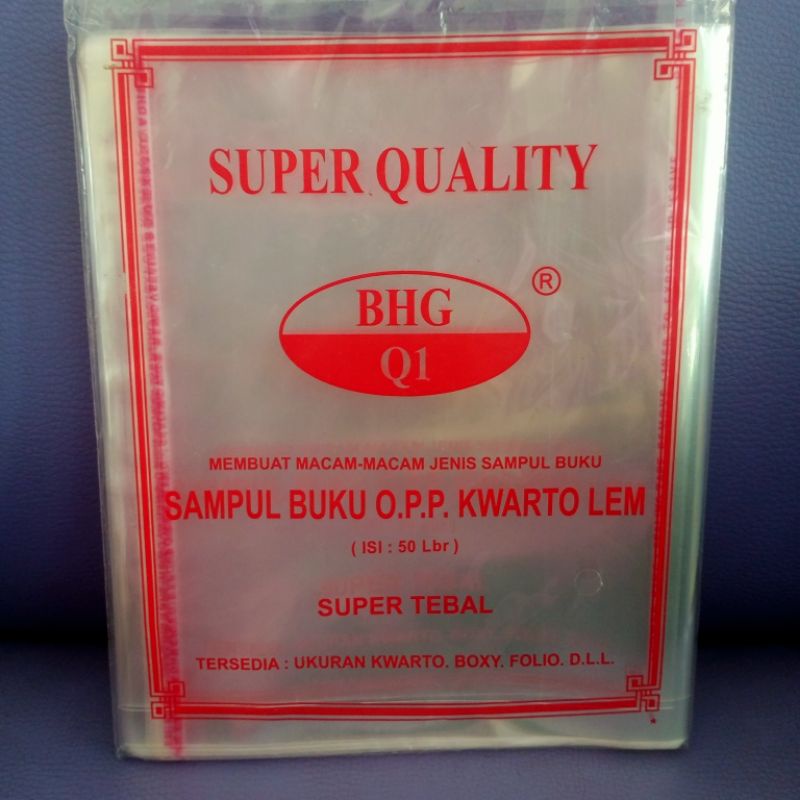 SUPER QUALITY
BHG
®
Q1
MEMBUAT MACAM-MACAM JENIS SAMPUL BUKU
SAMPUL BUKU O.P.P. KWARTO LEM
( ISI : 50 Lbr )
SUPER TEBAL
TERSEDIA : UKURAN KWARTO. BOXY. FOLIO. D.L.L.